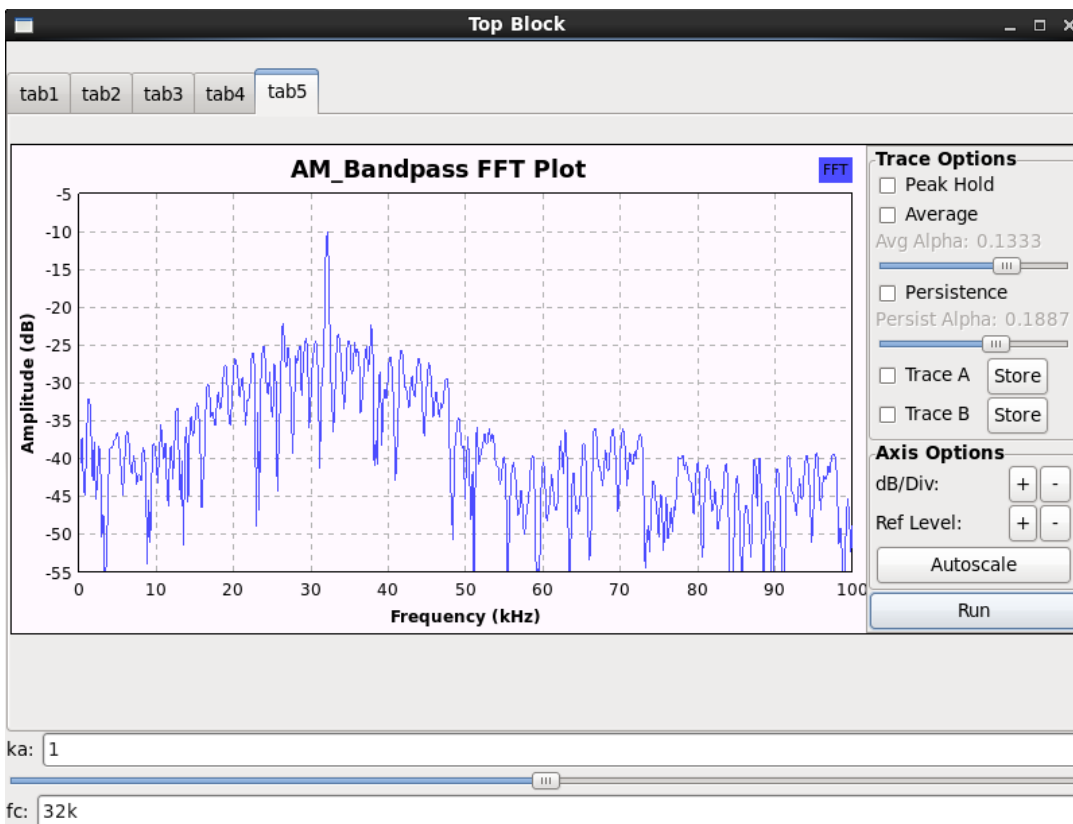 Top Block
tab1 tab2 tab3 tab4 tab5
AM_Bandpass FFT Plot
FFT
Amplitude (dB)
-5
-10
-15
-20
-25
-30
-35
-40
-45
-50
-55
0 10 20 30 40 50 60 70 80 90 100
Frequency (kHz)
Trace Options
Peak Hold
Average
Avg Alpha: 0.1333
Persistence
Persist Alpha: 0.1887
Trace A Store
Trace B Store
Axis Options
dB/Div: + -
Ref Level: + -
Autoscale
Run
ka: 1
fc: 32k